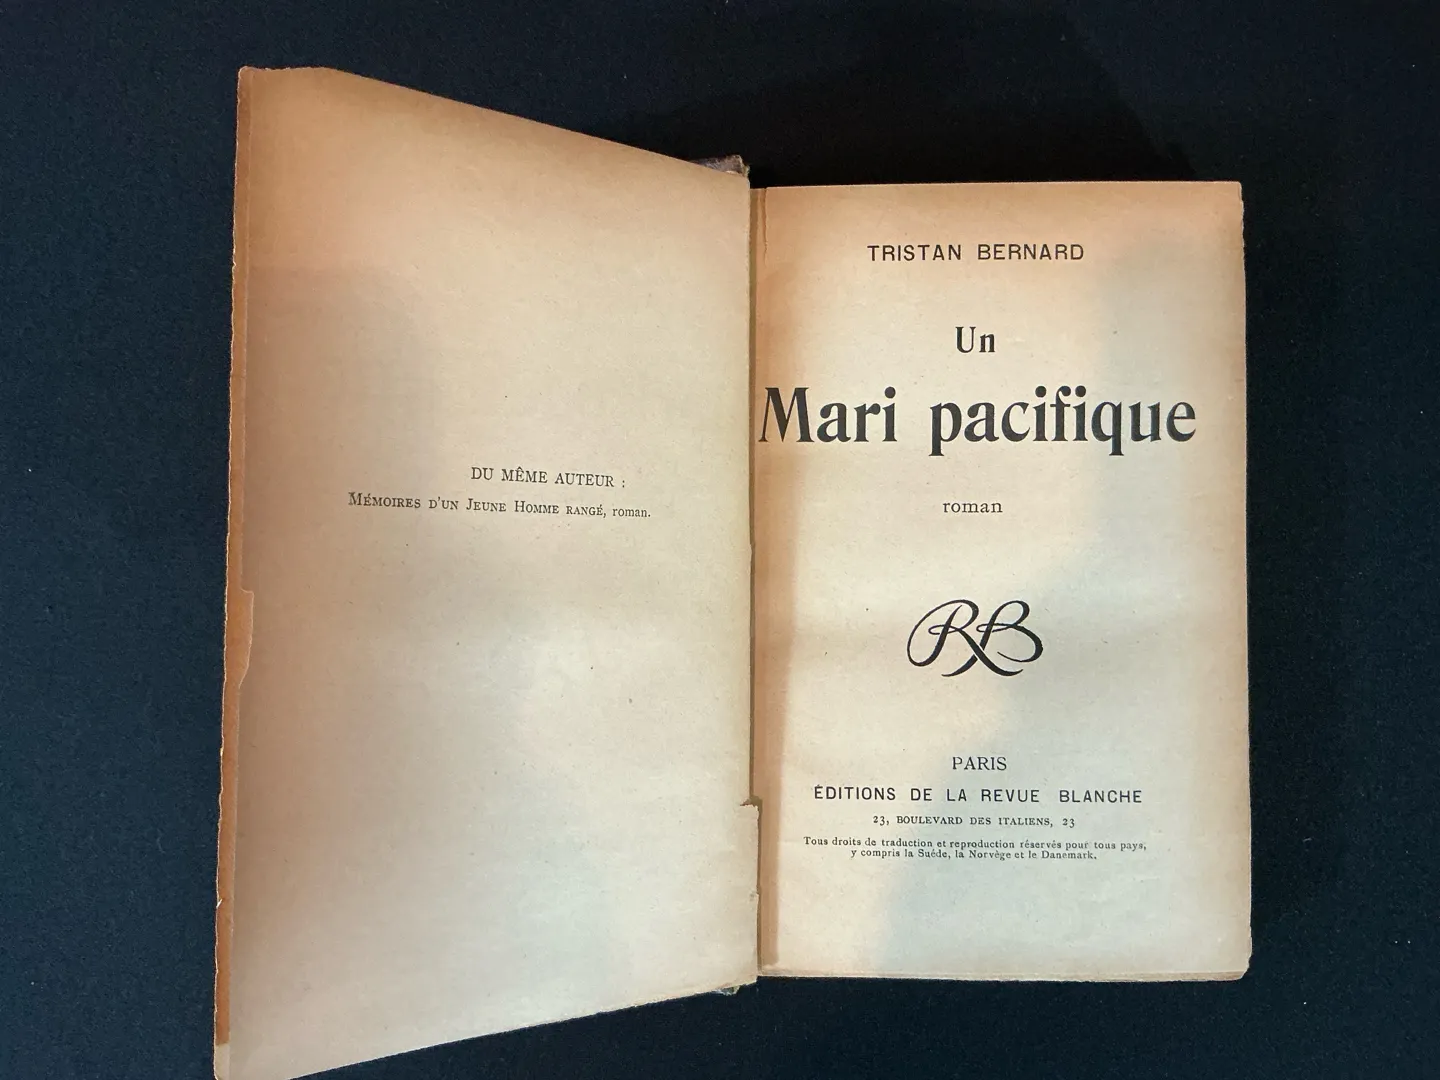 DU MÊME AUTEUR :
MÉMOIRES D'UN JEUNE HOMME RANGÉ, roman.
TRISTAN BERNARD
Un
Mari pacifique
roman
RB
PARIS
ÉDITIONS DE LA REVUE BLANCHE
23, BOULEVARD DES ITALIENS, 23
Tous droits de traduction et reproduction réservés pour tous pays,
y compris la Suède, la Norvège et le Danemark.